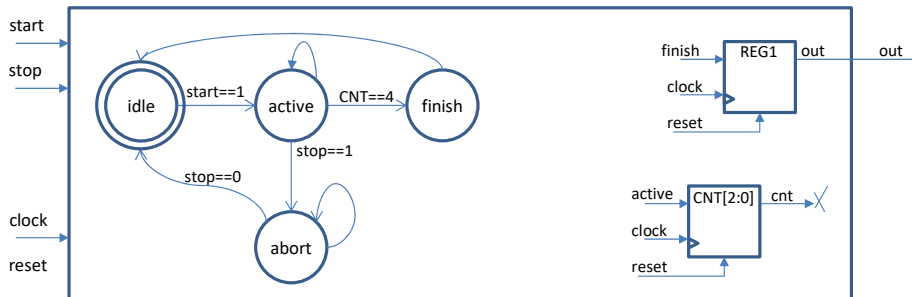 start
stop
clock
reset
idle
start==1
active
CNT==4
finish
stop==1
stop==0
abort
finish
REG1
out
out
clock
reset
active
CNT[2:0]
cnt
clock
reset